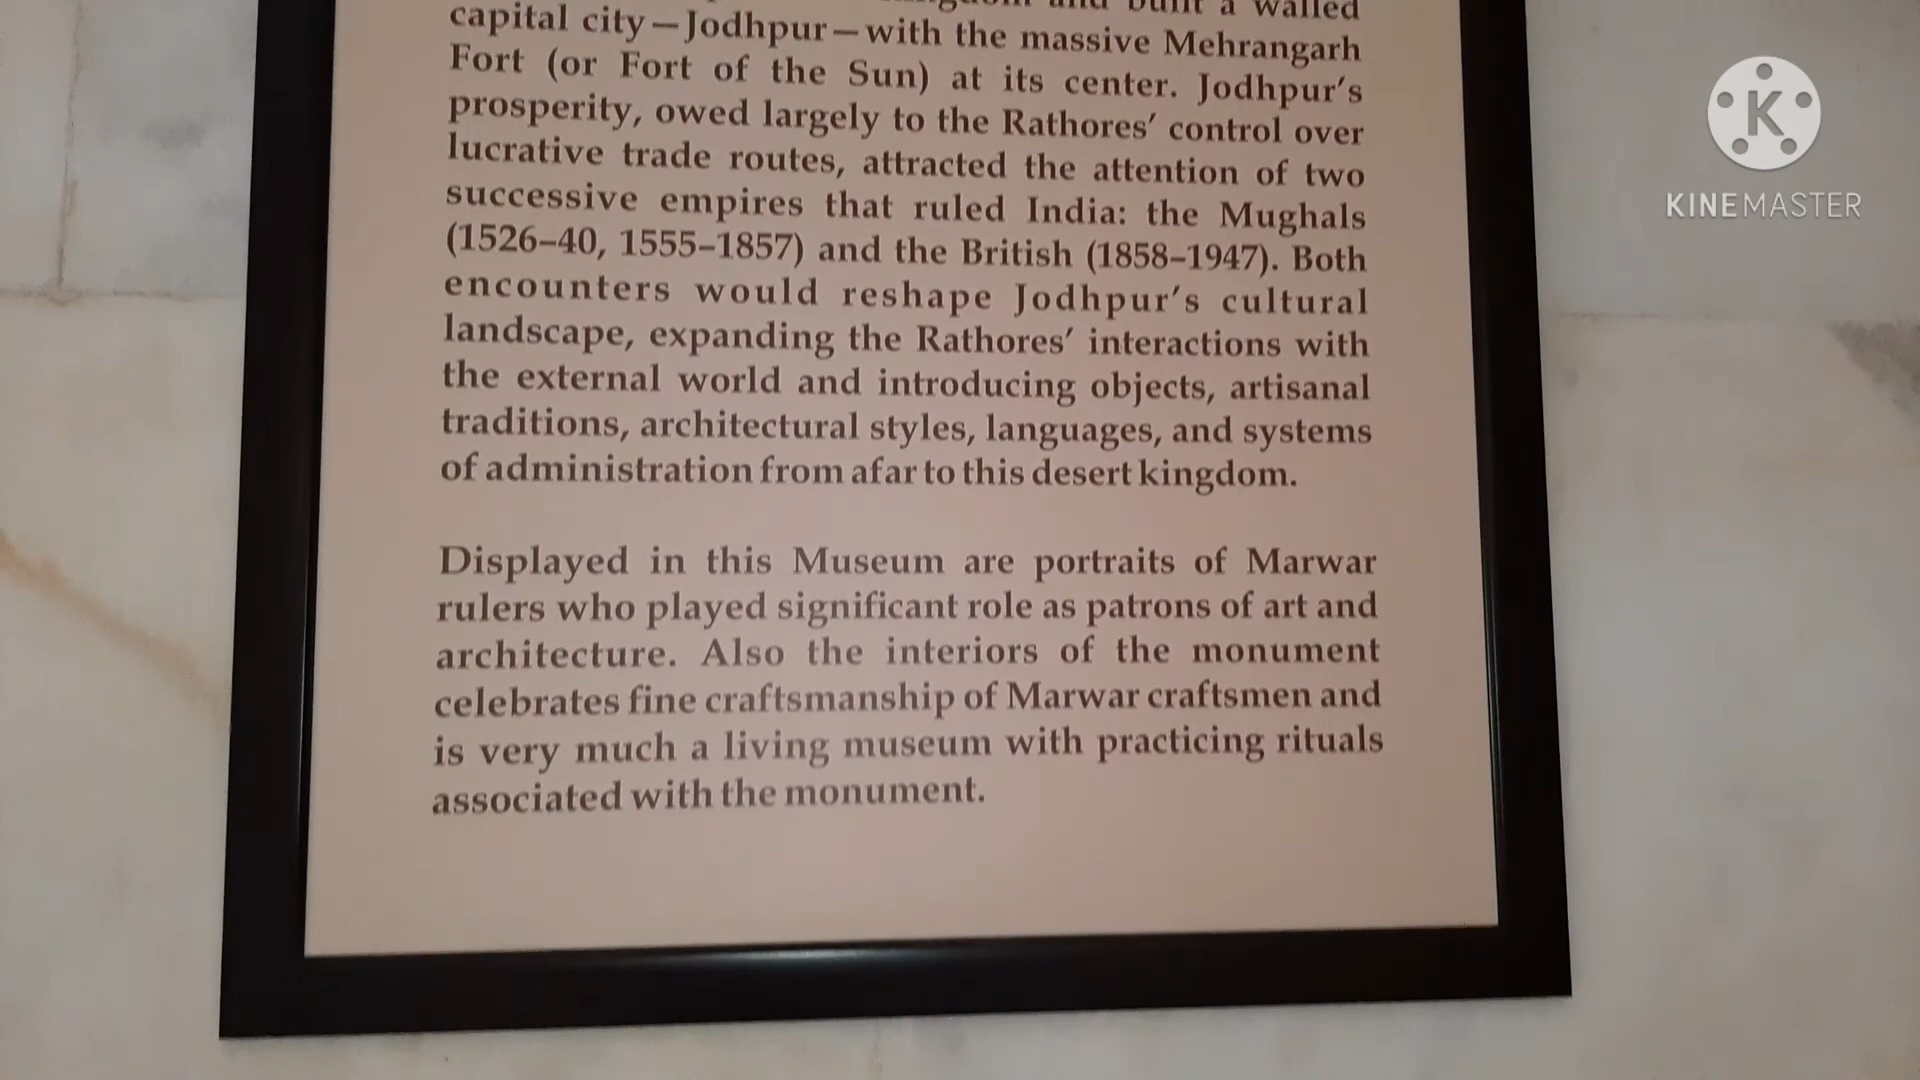 and built a walled
capital city—Jodhpur—with the massive Mehrangarh
Fort (or Fort of the Sun) at its center. Jodhpur's
prosperity, owed largely to the Rathores' control over
lucrative trade routes, attracted the attention of two
successive empires that ruled India: the Mughals
(1526–40, 1555–1857) and the British (1858–1947). Both
encounters would reshape Jodhpur's cultural
landscape, expanding the Rathores' interactions with
the external world and introducing objects, artisanal
traditions, architectural styles, languages, and systems
of administration from afar to this desert kingdom.
Displayed in this Museum are portraits of Marwar
rulers who played significant role as patrons of art and
architecture. Also the interiors of the monument
celebrates fine craftsmanship of Marwar craftsmen and
is very much a living museum with practicing rituals
associated with the monument.
K
KINEMASTER